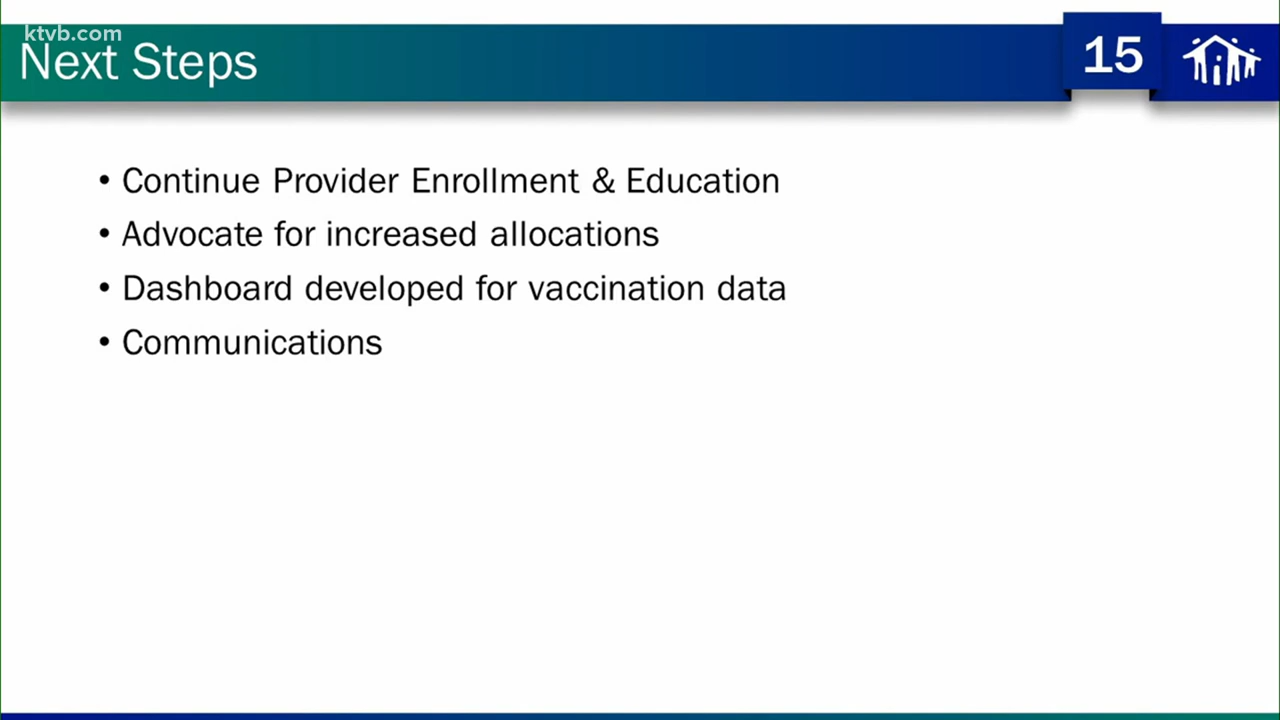 ktvb.com
Next Steps
15
• Continue Provider Enrollment & Education
• Advocate for increased allocations
• Dashboard developed for vaccination data
• Communications